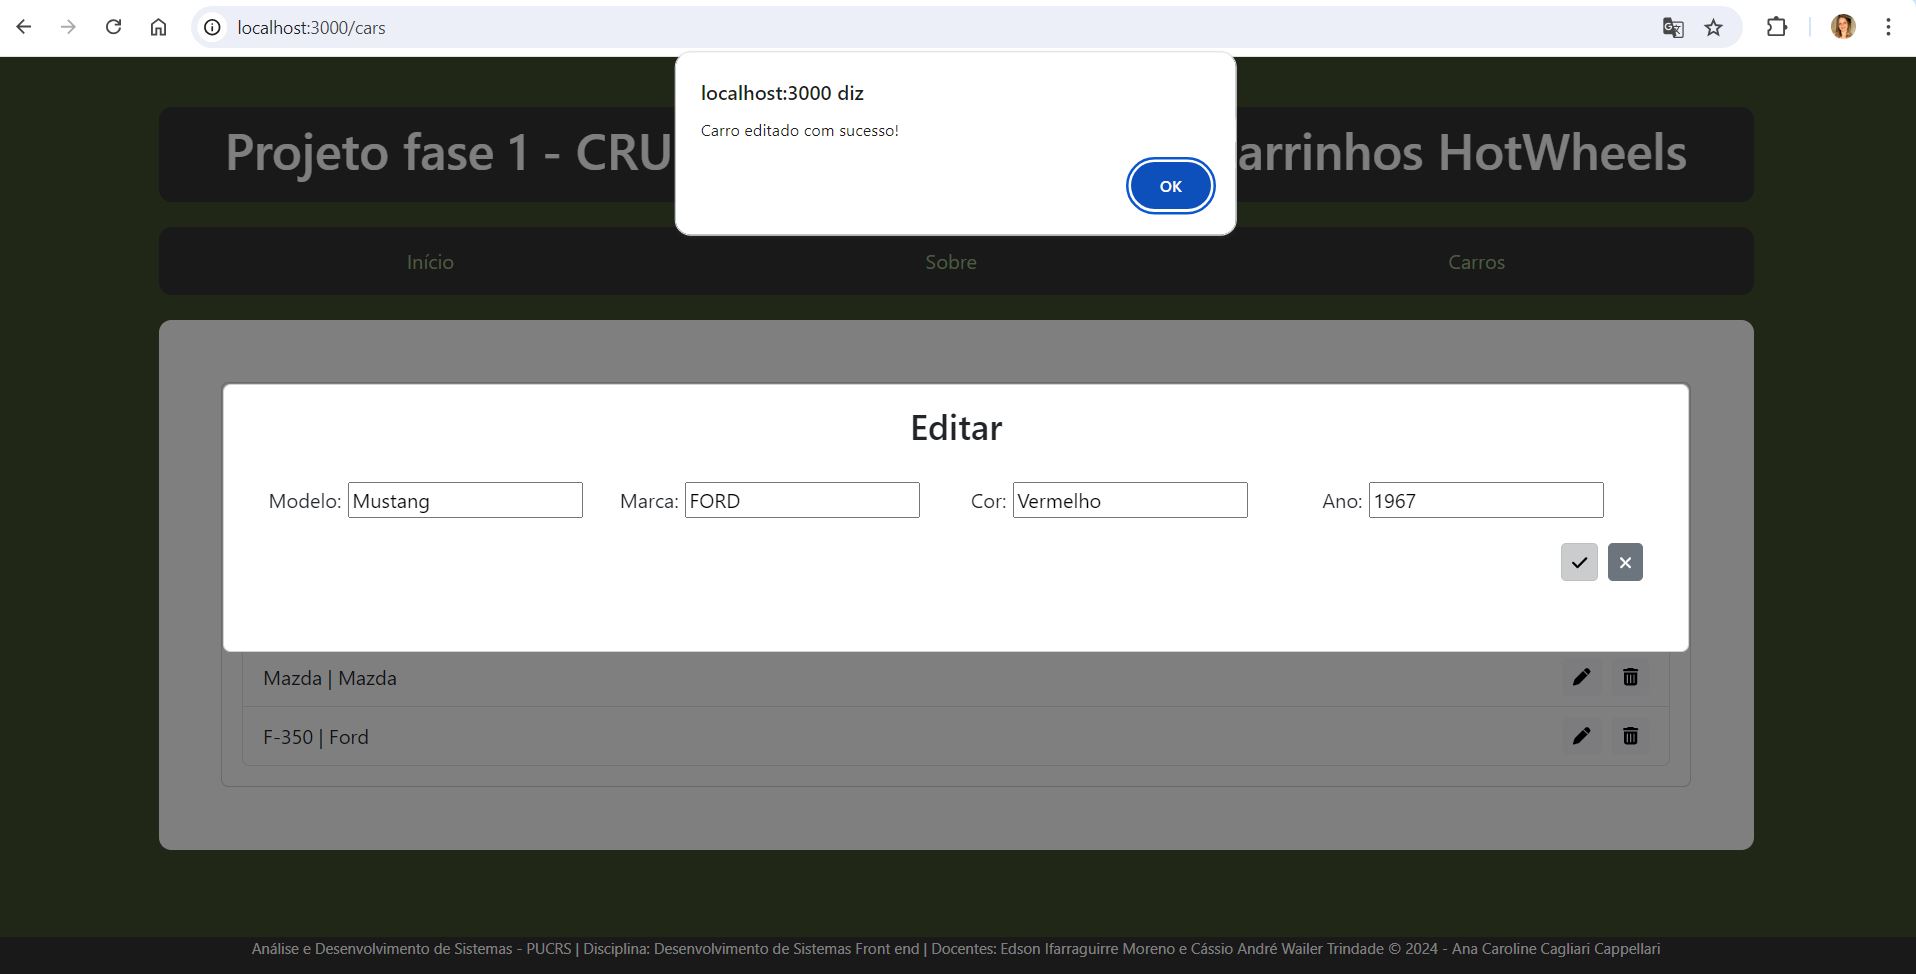 localhost:3000/cars
localhost:3000 diz
Carro editado com sucesso!
OK
Projeto fase 1 - CRU arrinhos HotWheels
Início Sobre Carros
Editar
Modelo: Mustang Marca: FORD Cor: Vermelho Ano: 1967
Mazda | Mazda
F-350 | Ford
Análise e Desenvolvimento de Sistemas - PUCRS | Disciplina: Desenvolvimento de Sistemas Front end | Docentes: Edson Ifarraguirre Moreno e Cássio André Wailer Trindade © 2024 - Ana Caroline Cagliari Cappellari